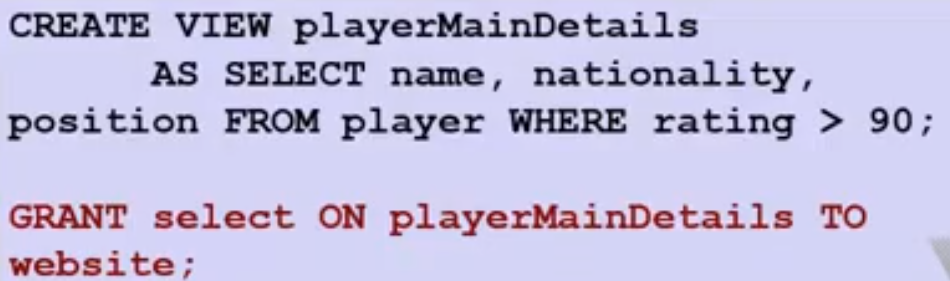 CREATE VIEW playerMainDetails
AS SELECT name, nationality,
position FROM player WHERE rating > 90;
GRANT select ON playerMainDetails TO
website;